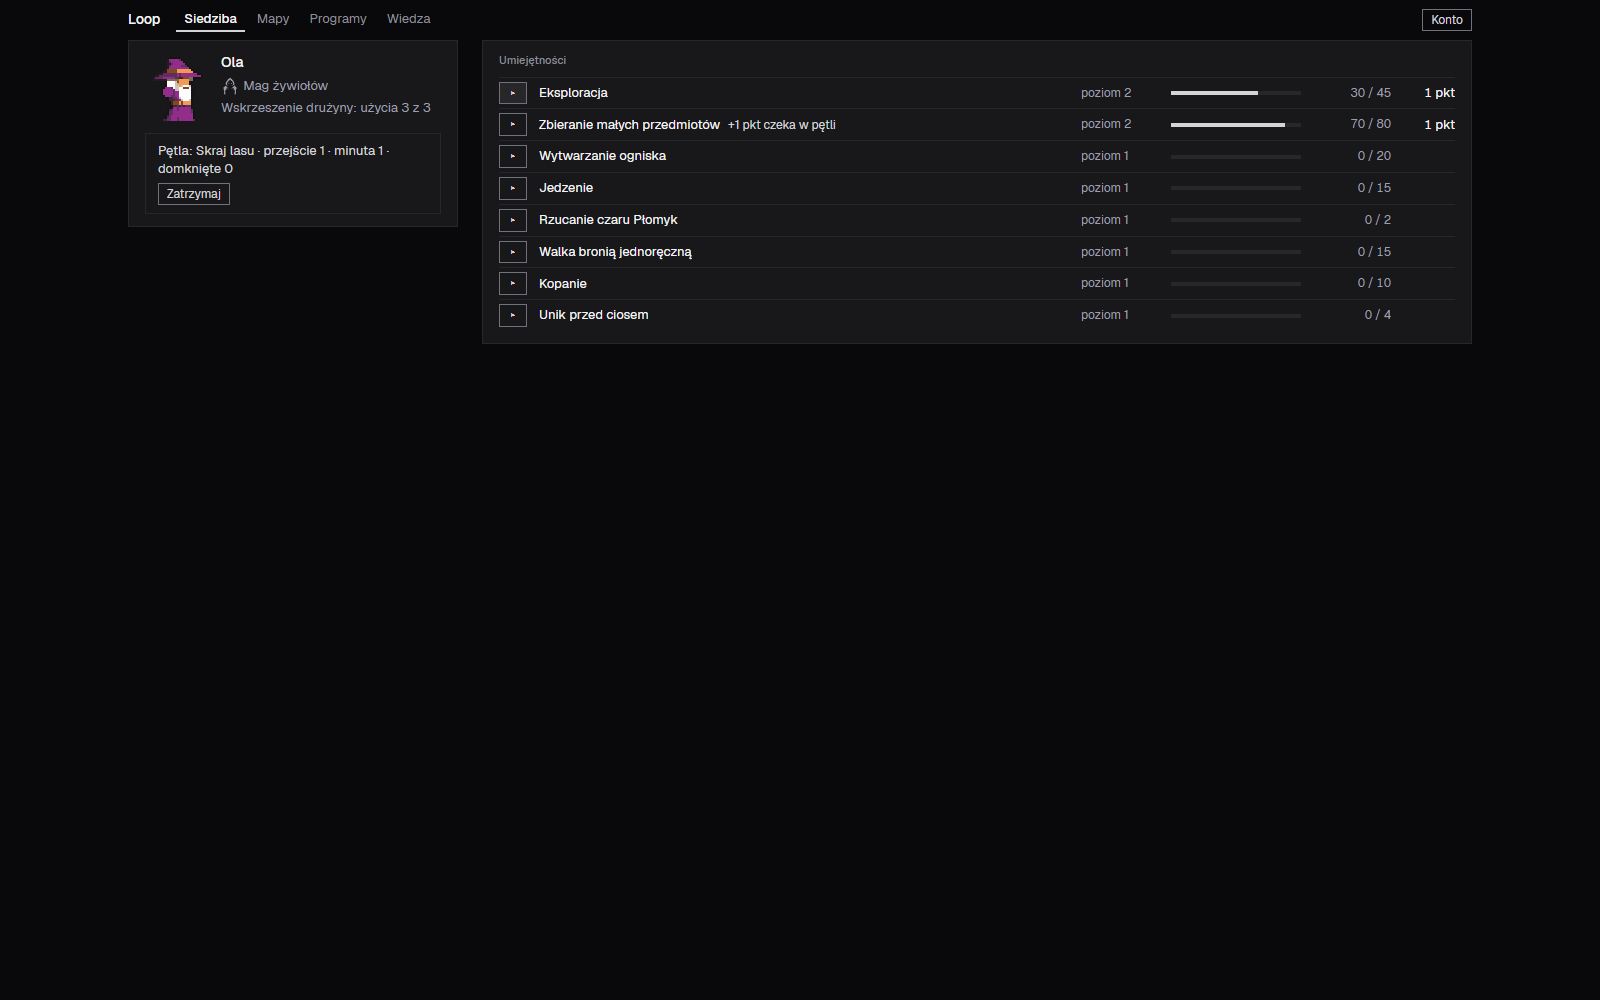 Loop Siedziba Mapy Programy Wiedza Konto
Ola
Mag żywiołów
Wskrzeszenie drużyny: użycia 3 z 3
Pętla: Skraj lasu · przejście 1 · minuta 1 ·
domknięte 0
Zatrzymaj
Umiejętności
Eksploracja poziom 2 30 / 45 1 pkt
Zbieranie małych przedmiotów +1 pkt czeka w pętli poziom 2 70 / 80 1 pkt
Wytwarzanie ogniska poziom 1 0 / 20
Jedzenie poziom 1 0 / 15
Rzucanie czaru Płomyk poziom 1 0 / 2
Walka bronią jednoręczną poziom 1 0 / 15
Kopanie poziom 1 0 / 10
Unik przed ciosem poziom 1 0 / 4